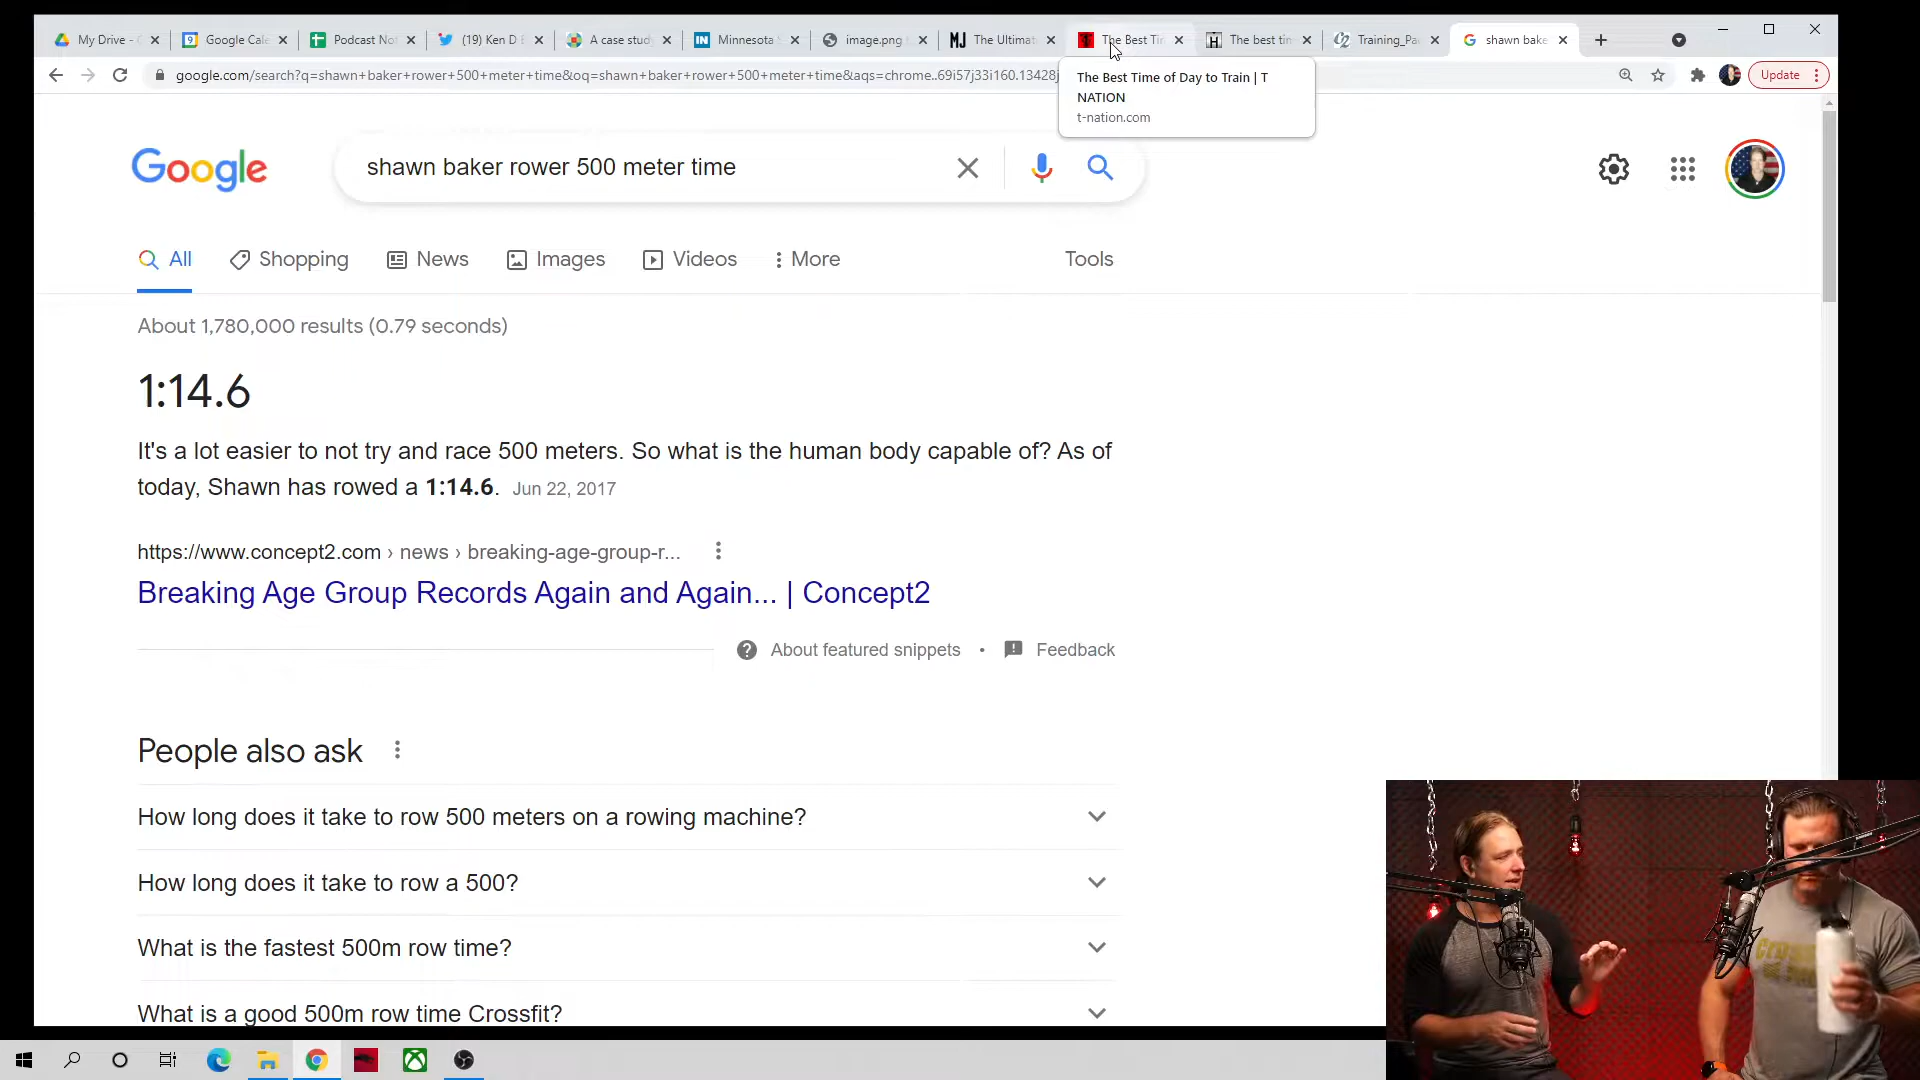 My Drive -
Google Cale
Podcast No
(19) Ken D
A case stud
Minnesota
image.png
The Ultimat
The Best Ti
The best tim
Training_Pa
shawn bake
google.com/search?q=shawn+baker+rower+500+meter+time&oq=shawn+baker+rower+500+meter+time&aqs=chrome..69i57j33i160.13428j
Update
The Best Time of Day to Train | T
NATION
t-nation.com
Google
shawn baker rower 500 meter time
All
Shopping
News
Images
Videos
More
Tools
About 1,780,000 results (0.79 seconds)
1:14.6
It's a lot easier to not try and race 500 meters. So what is the human body capable of? As of
today, Shawn has rowed a 1:14.6. Jun 22, 2017
https://www.concept2.com › news › breaking-age-group-r...
Breaking Age Group Records Again and Again... | Concept2
About featured snippets • Feedback
People also ask
How long does it take to row 500 meters on a rowing machine?
How long does it take to row a 500?
What is the fastest 500m row time?
What is a good 500m row time Crossfit?